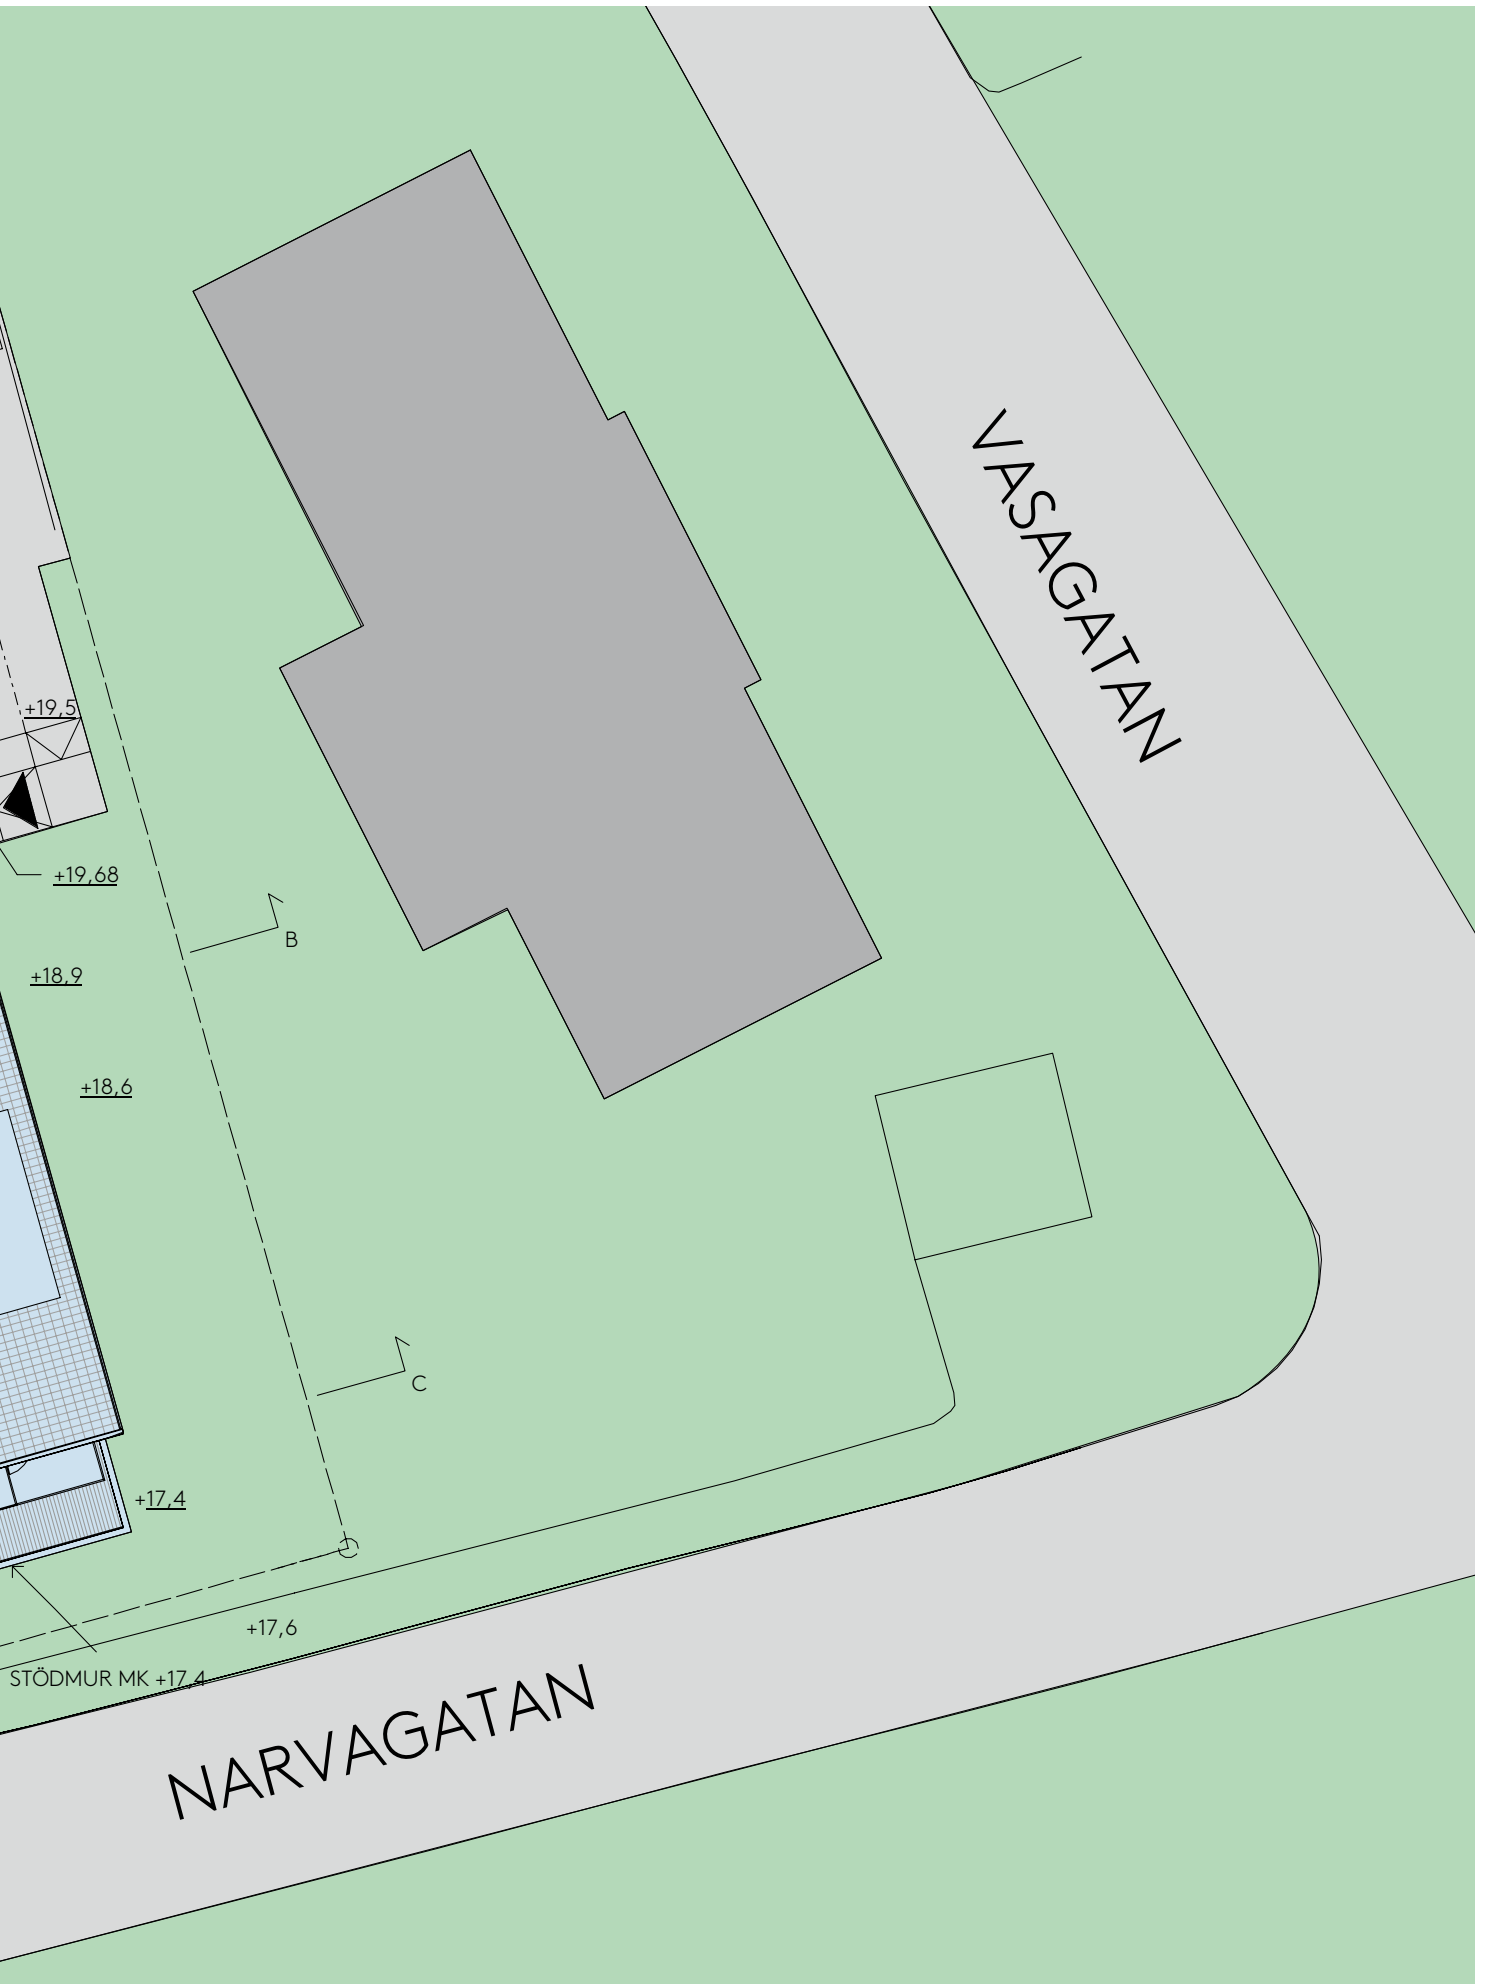 VASAGATAN
+19,5
+19,68
B
+18,9
+18,6
C
+17,4
+17,6
STÖDMUR MK +17,4
NARVAGATAN